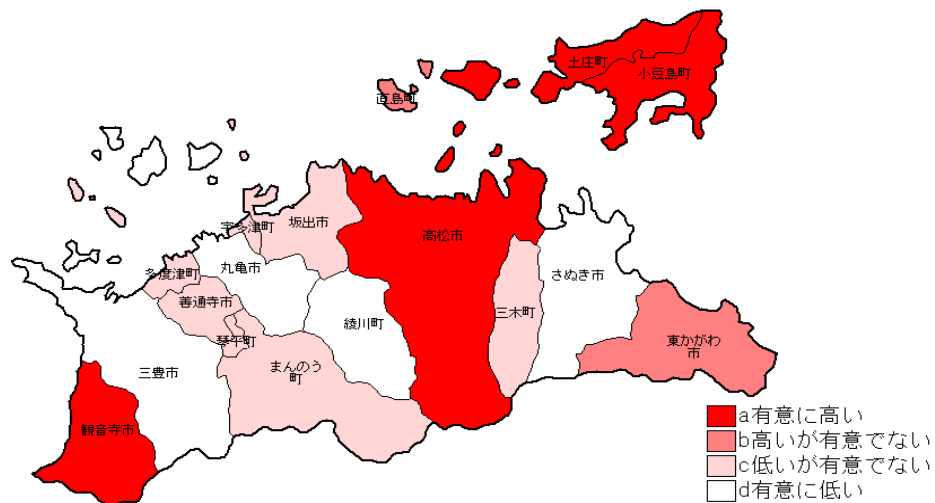 土庄町
小豆島町
直島町
宇多津町
坂出市
高松市
多度津町
丸亀市
さぬき市
善通寺市
綾川町
三木町
琴平町
まんのう
町
東かがわ
市
三豊市
観音寺市
a有意に高い
b高いが有意でない
c低いが有意でない
d有意に低い